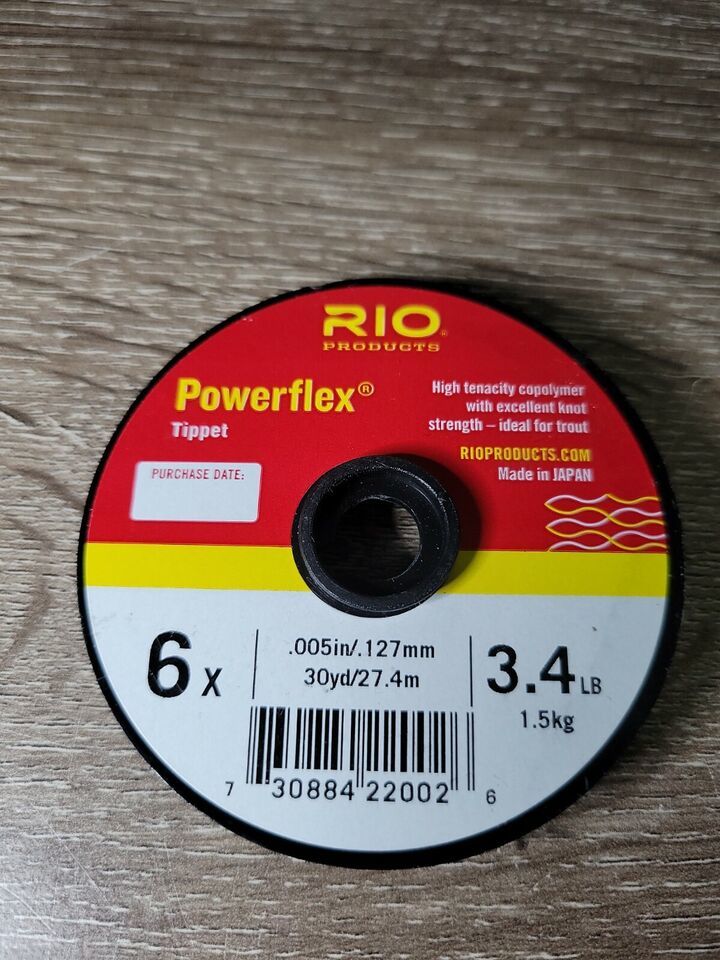 RIO®
PRODUCTS
Powerflex®
Tippet
High tenacity copolymer
with excellent knot
strength – ideal for trout
RIOPRODUCTS.COM
Made in JAPAN
PURCHASE DATE:
6X
.005in/.127mm
30yd/27.4m
3.4LB
1.5kg
7 30884 22002 6